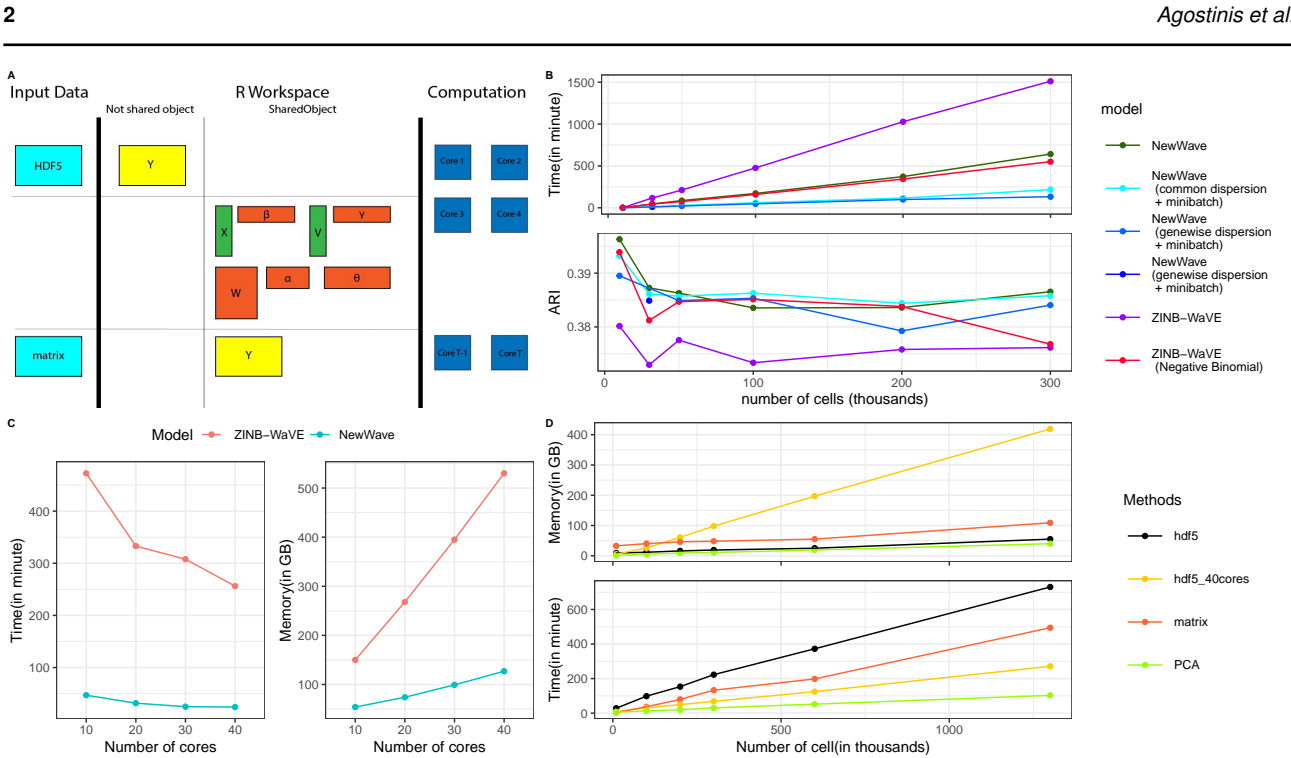 2
Agostinis et al.
A
Input Data
R Workspace
Computation
Not shared object
SharedObject
HDF5
Y
Core 1
Core 2
X
β
V
γ
Core 3
Core 4
W
α
θ
matrix
Y
Core T-1
Core T
B
Time(in minute)
1500
1000
500
0
ARI
0.39
0.38
0
100
200
300
number of cells (thousands)
model
NewWave
NewWave
(common dispersion
+ minibatch)
NewWave
(genewise dispersion
+ minibatch)
NewWave
(genewise dispersion
+ minibatch)
ZINB−WaVE
ZINB−WaVE
(Negative Binomial)
C
Model
ZINB−WaVE
NewWave
Time(in minute)
400
300
200
100
10
20
30
40
Number of cores
Memory(in GB)
500
400
300
200
100
10
20
30
40
Number of cores
D
Memory(in GB)
400
300
200
100
0
Time(in minute)
600
400
200
0
0
500
1000
Number of cell(in thousands)
Methods
hdf5
hdf5_40cores
matrix
PCA